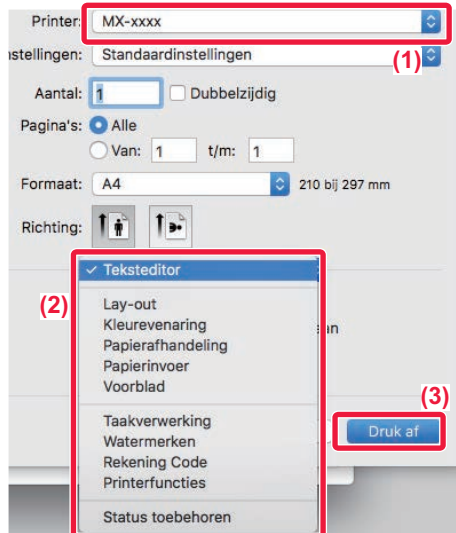 Printer: MX-xxxx
nstellingen: Standaardinstellingen
(1)
Aantal: 1 Dubbelzijdig
Pagina's: Alle
Van: 1 t/m: 1
Formaat: A4 210 bij 297 mm
Richting:
✓ Teksteditor
(2)
Lay-out
Kleurevenaring
an
Papierafhandeling
Papierinvoer
Voorblad
(3)
Taakverwerking
Druk af
Watermerken
Rekening Code
Printerfuncties
Status toebehoren